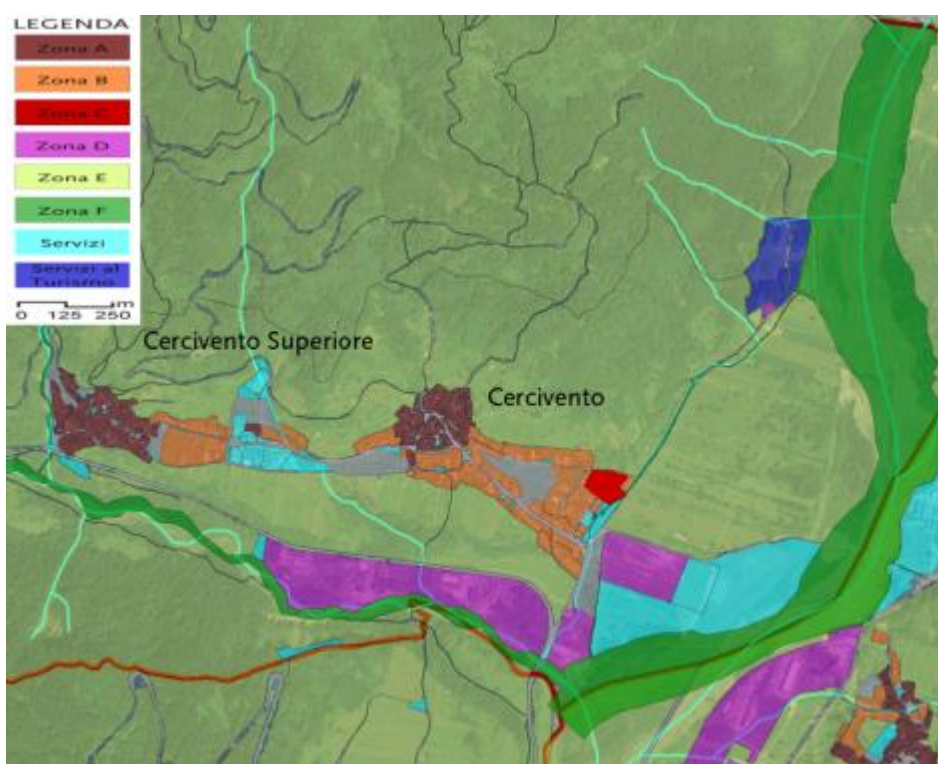 LEGENDA
Zona A
Zona B
Zona C
Zona D
Zona E
Zona F
Servizi
Servizi al
Turismo
m
0 125 250
Cercivento Superiore
Cercivento